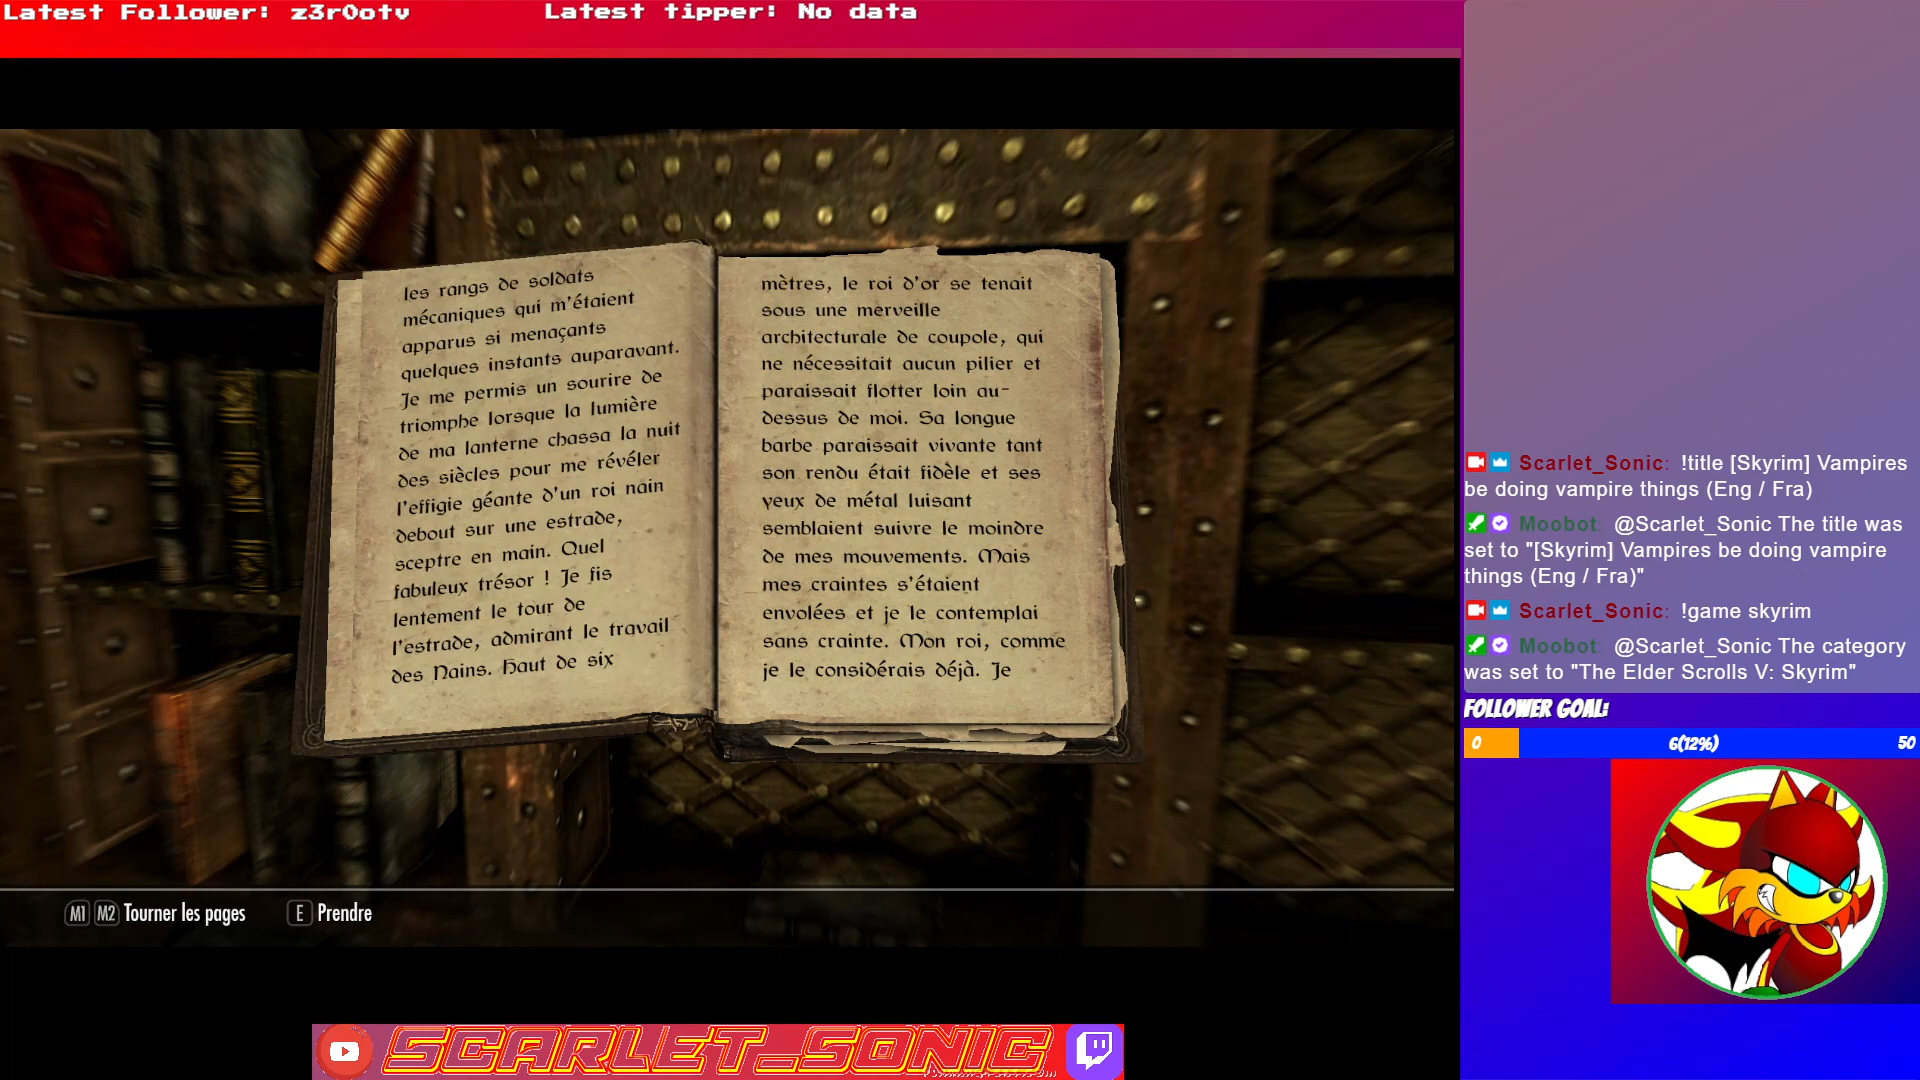 Latest Follower: z3r0otv
Latest tipper: No data
les rangs de soldats
mécaniques qui m'étaient
apparus si menaçants
quelques instants auparavant.
Je me permis un sourire de
triomphe lorsque la lumière
de ma lanterne chassa la nuit
des siècles pour me révéler
l'effigie géante d'un roi nain
debout sur une estrade,
sceptre en main. Quel
fabuleux trésor ! Je fis
lentement le tour de
l'estrade, admirant le travail
des Nains. Haut de six
mètres, le roi d'or se tenait
sous une merveille
architecturale de coupole, qui
ne nécessitait aucun pilier et
paraissait flotter loin au-
dessus de moi. Sa longue
barbe paraissait vivante tant
son rendu était fidèle et ses
yeux de métal luisant
semblaient suivre le moindre
de mes mouvements. Mais
mes craintes s'étaient
envolées et je le contemplai
sans crainte. Mon roi, comme
je le considérais déjà. Je
M1 M2 Tourner les pages
E Prendre
Scarlet_Sonic: !title [Skyrim] Vampires
be doing vampire things (Eng / Fra)
Moobot: @Scarlet_Sonic The title was
set to "[Skyrim] Vampires be doing vampire
things (Eng / Fra)"
Scarlet_Sonic: !game skyrim
Moobot: @Scarlet_Sonic The category
was set to "The Elder Scrolls V: Skyrim"
FOLLOWER GOAL:
0 6(12%) 50
SCARLET_SONIC